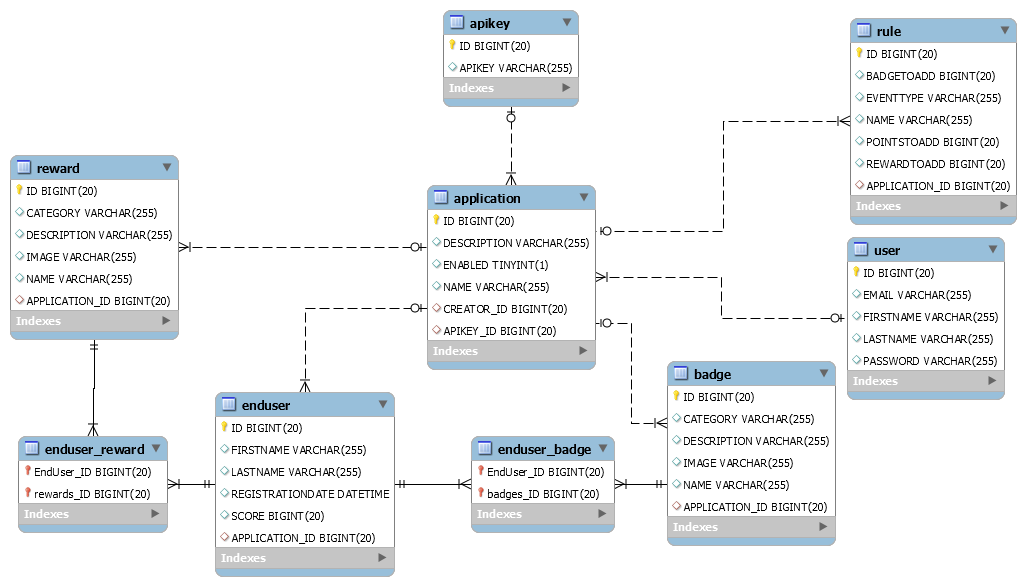 apikey
ID BIGINT(20)
APIKEY VARCHAR(255)
Indexes
rule
ID BIGINT(20)
BADGETOADD BIGINT(20)
EVENTTYPE VARCHAR(255)
NAME VARCHAR(255)
POINTSTOADD BIGINT(20)
REWARDTOADD BIGINT(20)
APPLICATION_ID BIGINT(20)
Indexes
reward
ID BIGINT(20)
CATEGORY VARCHAR(255)
DESCRIPTION VARCHAR(255)
IMAGE VARCHAR(255)
NAME VARCHAR(255)
APPLICATION_ID BIGINT(20)
Indexes
application
ID BIGINT(20)
DESCRIPTION VARCHAR(255)
ENABLED TINYINT(1)
NAME VARCHAR(255)
CREATOR_ID BIGINT(20)
APIKEY_ID BIGINT(20)
Indexes
user
ID BIGINT(20)
EMAIL VARCHAR(255)
FIRSTNAME VARCHAR(255)
LASTNAME VARCHAR(255)
PASSWORD VARCHAR(255)
Indexes
badge
ID BIGINT(20)
CATEGORY VARCHAR(255)
DESCRIPTION VARCHAR(255)
IMAGE VARCHAR(255)
NAME VARCHAR(255)
APPLICATION_ID BIGINT(20)
Indexes
enduser
ID BIGINT(20)
FIRSTNAME VARCHAR(255)
LASTNAME VARCHAR(255)
REGISTRATIONDATE DATETIME
SCORE BIGINT(20)
APPLICATION_ID BIGINT(20)
Indexes
enduser_reward
EndUser_ID BIGINT(20)
rewards_ID BIGINT(20)
Indexes
enduser_badge
EndUser_ID BIGINT(20)
badges_ID BIGINT(20)
Indexes